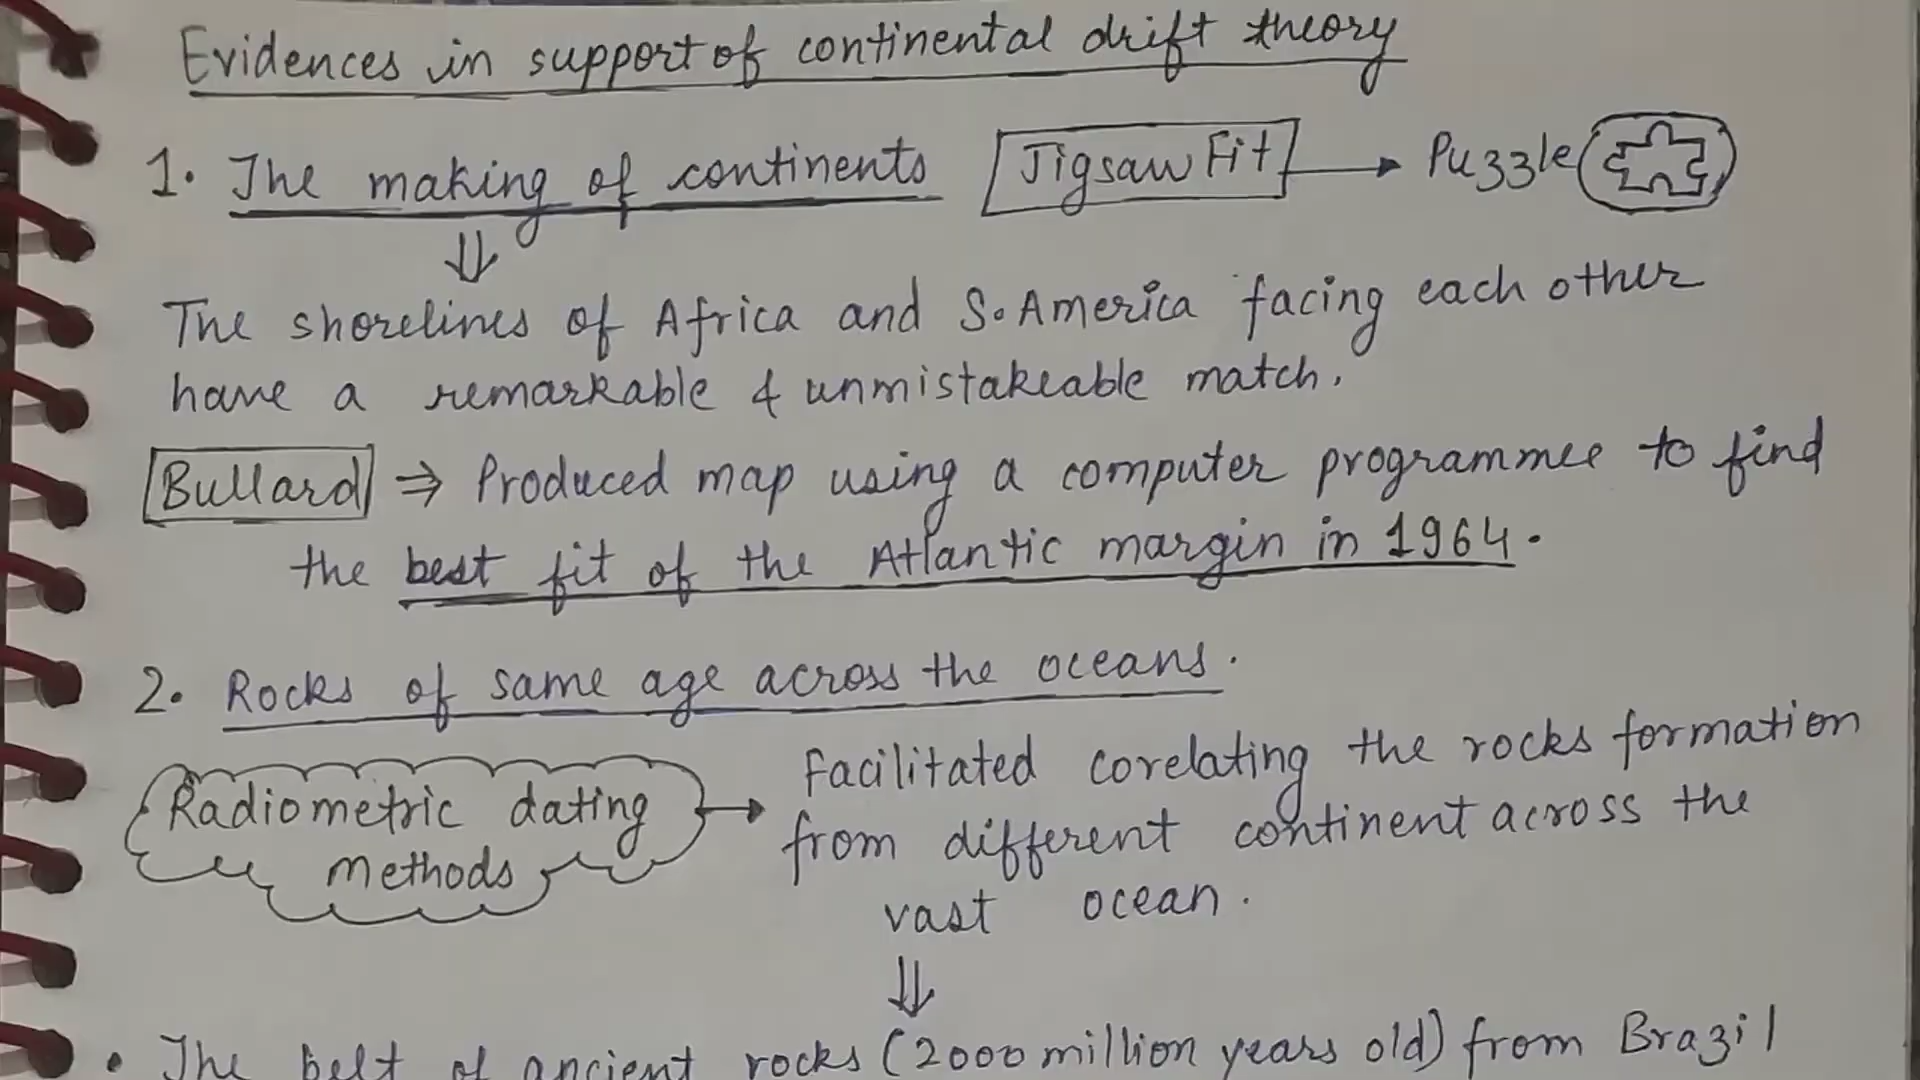 Evidences in support of continental drift theory
1. The making of continents Jigsaw Fit → Puzzle
⇓
The shorelines of Africa and S. America facing each other
have a remarkable & unmistakeable match.
Bullard ⇒ Produced map using a computer programmee to find
the best fit of the Atlantic margin in 1964.
2. Rocks of same age across the oceans.
Radiometric dating methods → Facilitated corelating the rocks formation
from different continent across the
vast ocean.
⇓
• The belt of ancient rocks (2000 million years old) from Brazil